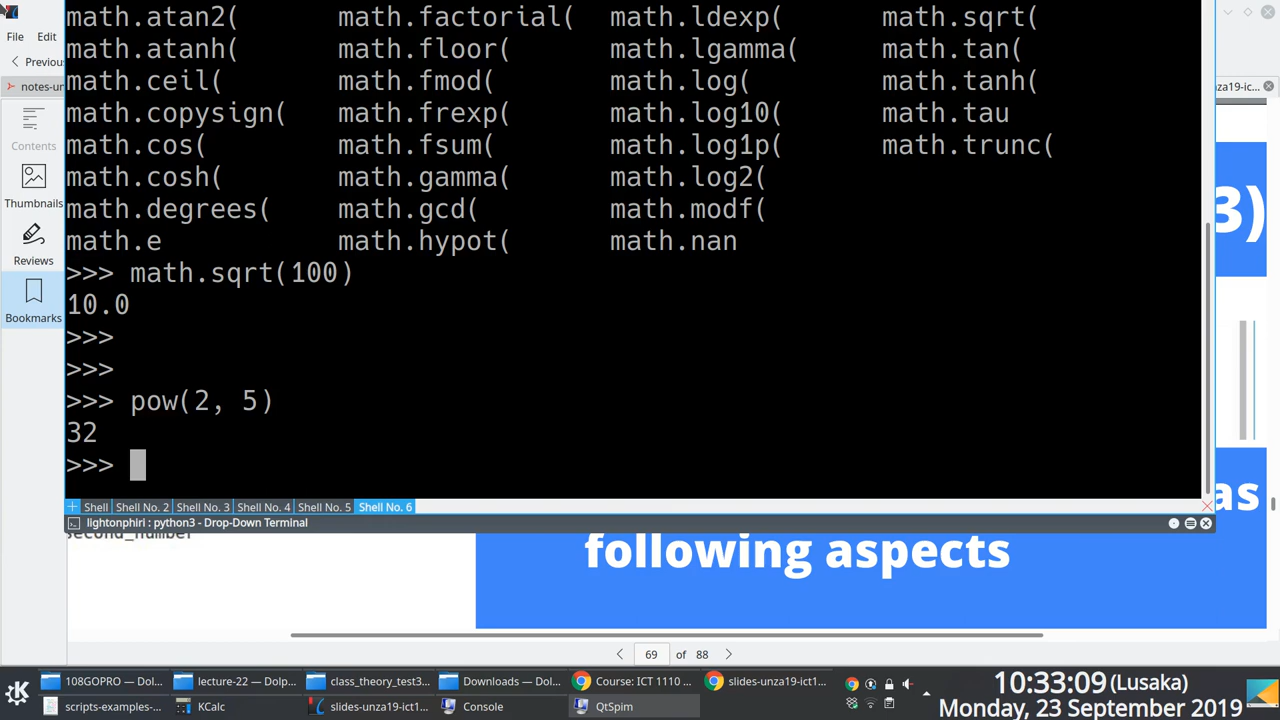 math.atan2( math.factorial( math.ldexp( math.sqrt(
math.atanh( math.floor( math.lgamma( math.tan(
math.ceil( math.fmod( math.log( math.tanh(
math.copysign( math.frexp( math.log10( math.tau
math.cos( math.fsum( math.log1p( math.trunc(
math.cosh( math.gamma( math.log2(
math.degrees( math.gcd( math.modf(
math.e math.hypot( math.nan
>>> math.sqrt(100)
10.0
>>>
>>>
>>> pow(2, 5)
32
>>>
File Edit
Previous
notes-un
Contents
Thumbnails
Reviews
Bookmarks
nza19-ic...
3)
as
Shell Shell No. 2 Shell No. 3 Shell No. 4 Shell No. 5 Shell No. 6
lightonphiri : python3 - Drop-Down Terminal
second_number
following aspects
69 of 88
108GOPRO — Dol... lecture-22 — Dolp... class_theory_test3... Downloads — Dol... Course: ICT 1110 ... slides-unza19-ict1...
scripts-examples-... KCalc slides-unza19-ict1... Console QtSpim
10:33:09 (Lusaka)
Monday, 23 September 2019